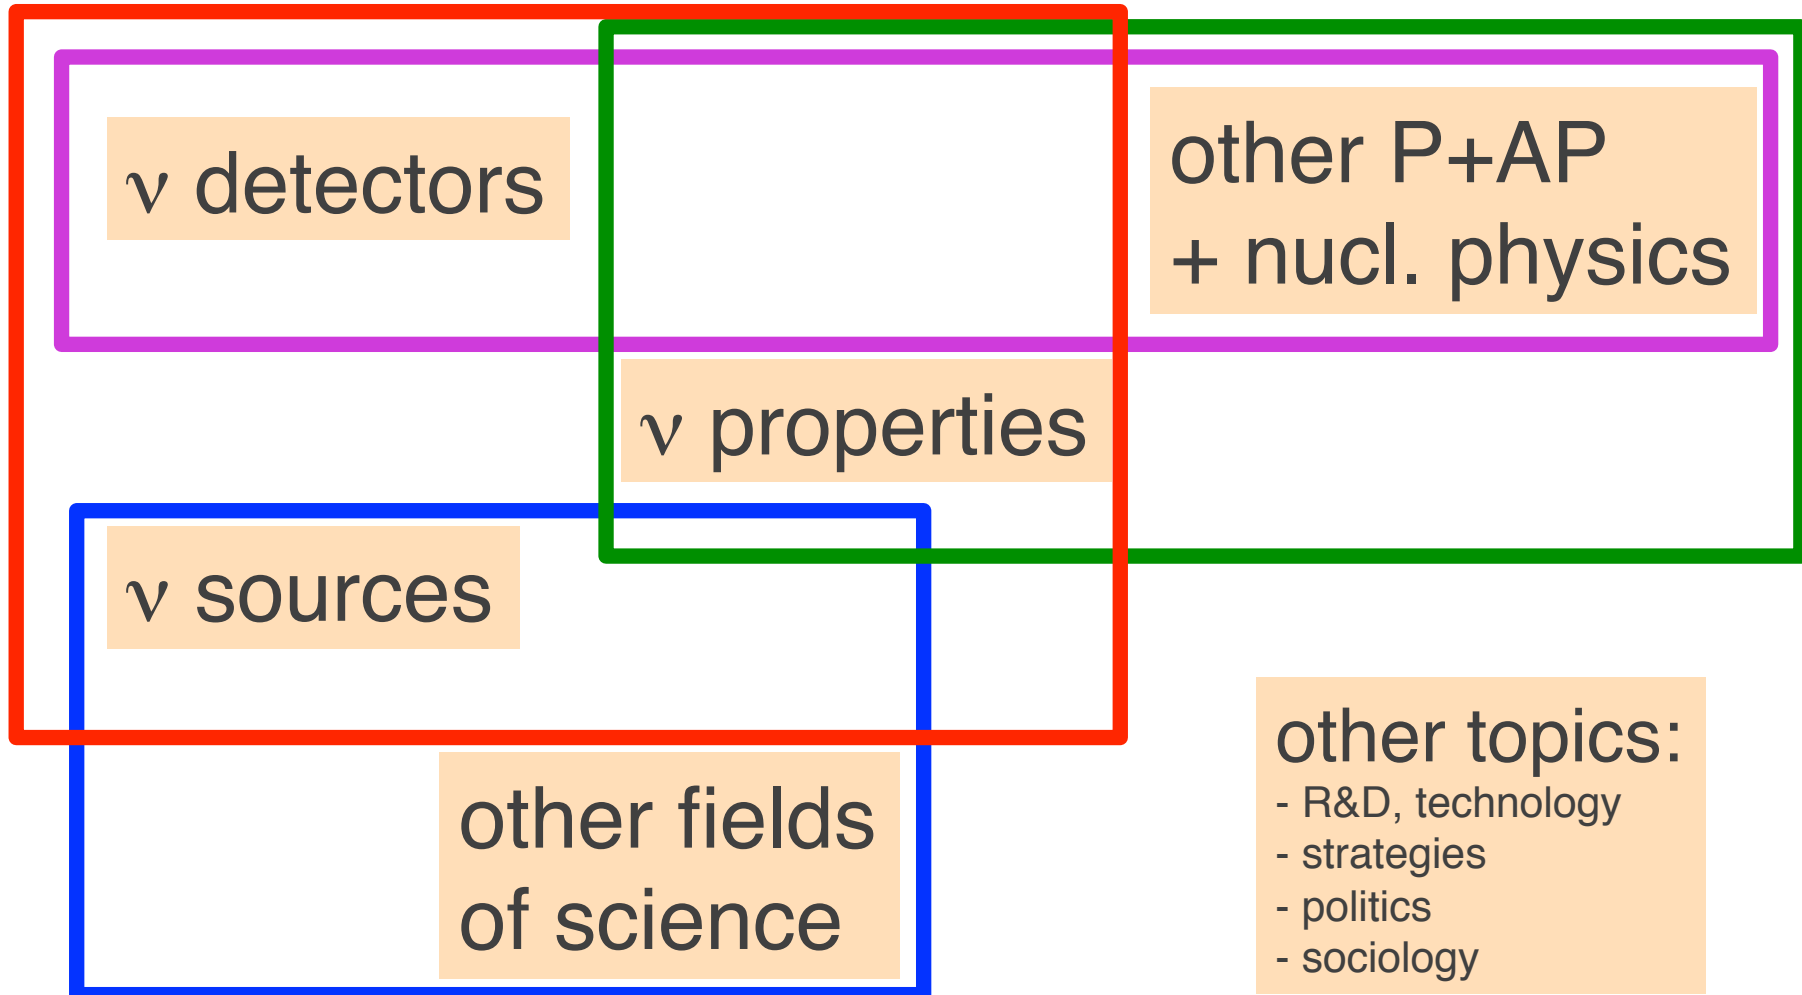 ν detectors
other P+AP
+ nucl. physics
ν properties
ν sources
other fields
of science
other topics:
- R&D, technology
- strategies
- politics
- sociology